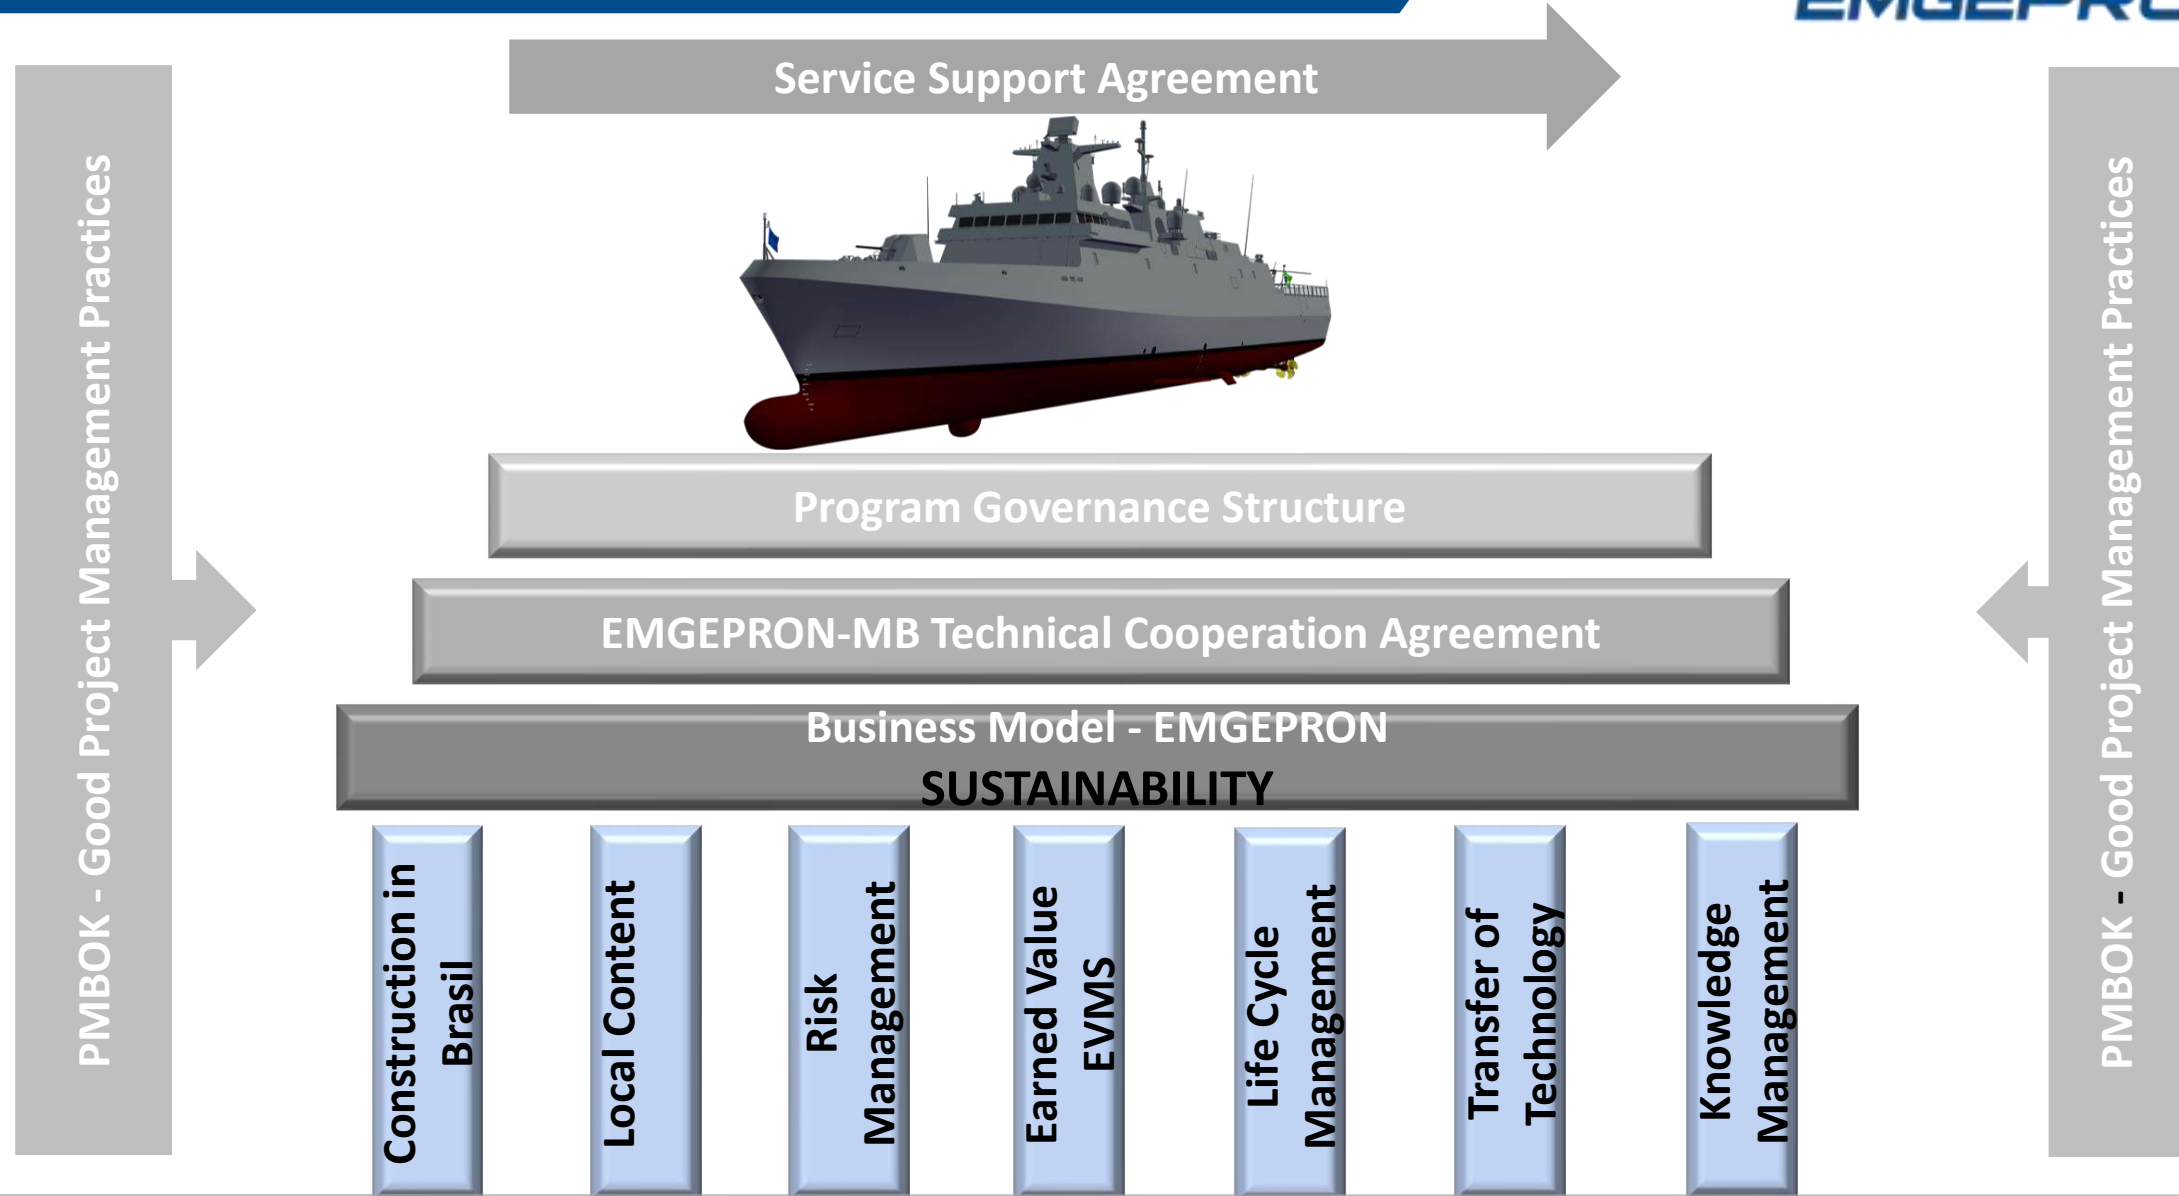 EMGEPRO
Service Support Agreement
PMBOK - Good Project Management Practices
PMBOK - Good Project Management Practices
Program Governance Structure
EMGEPRON-MB Technical Cooperation Agreement
Business Model - EMGEPRON
SUSTAINABILITY
Construction in
Brasil
Local Content
Risk
Management
Earned Value
EVMS
Life Cycle
Management
Transfer of
Technology
Knowledge
Management